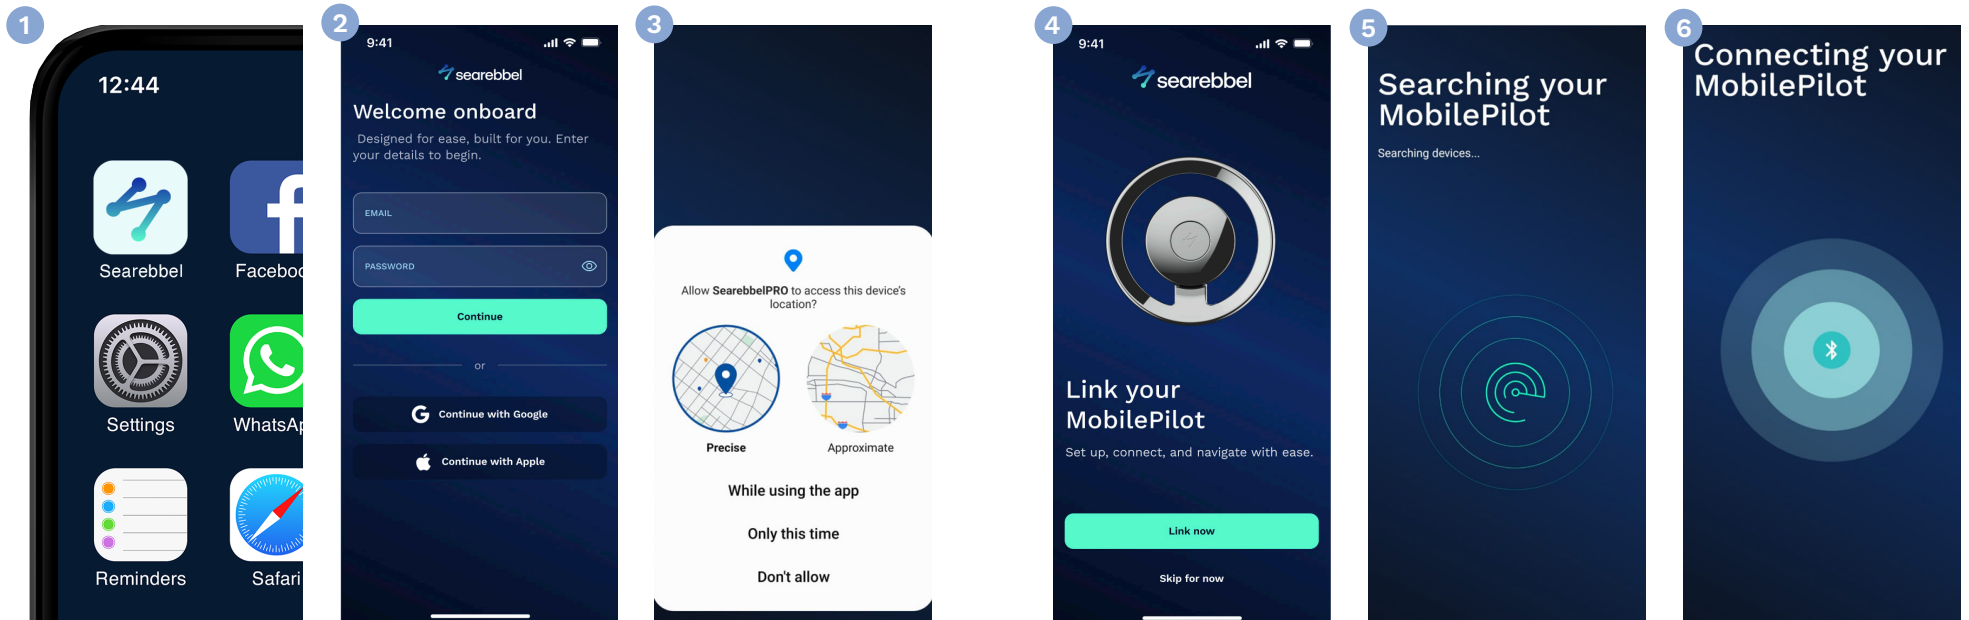 1
12:44
Searebbel
Faceboo
Settings
WhatsAp
Reminders
Safari
2
9:41
searebbel
Welcome onboard
Designed for ease, built for you. Enter
your details to begin.
EMAIL
PASSWORD
Continue
or
Continue with Google
Continue with Apple
3
Allow SearebbelPRO to access this device's
location?
Precise
Approximate
While using the app
Only this time
Don't allow
4
9:41
searebbel
Link your
MobilePilot
Set up, connect, and navigate with ease.
Link now
Skip for now
5
Searching your
MobilePilot
Searching devices...
6
Connecting your
MobilePilot